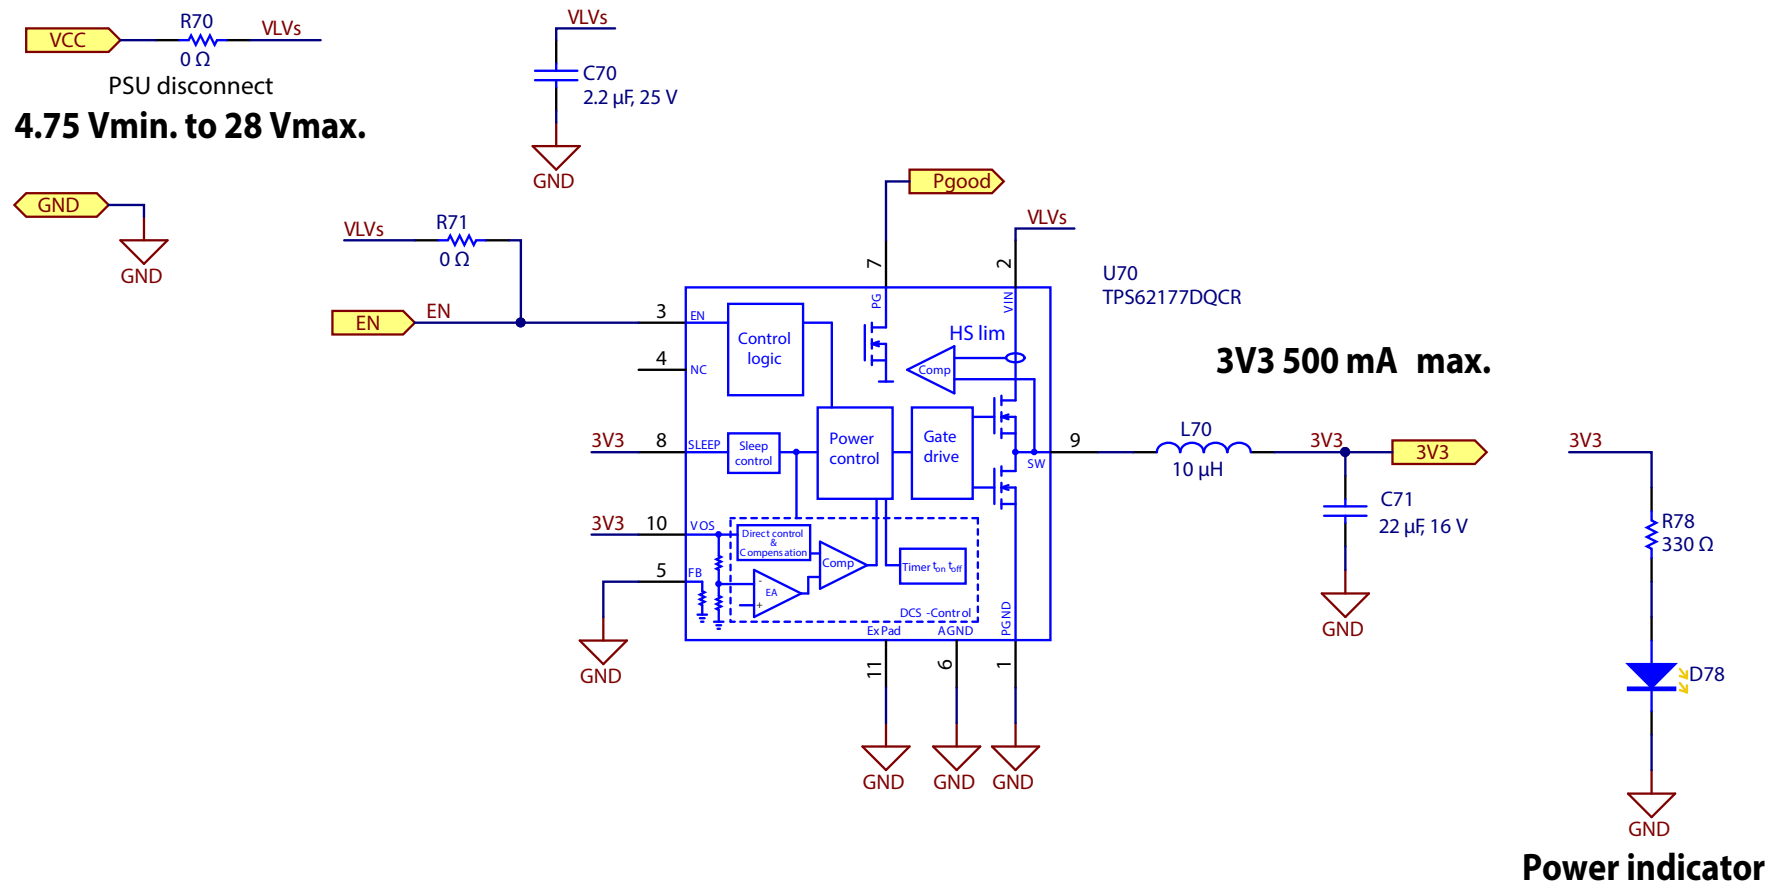 VCC
R70
0 Ω
VLVs
PSU disconnect
4.75 Vmin. to 28 Vmax.
VLVs
C70
2.2 µF, 25 V
GND
GND
GND
VLVs
R71
0 Ω
EN
EN
Pgood
VLVs
7
2
U70
TPS62177DQCR
3
EN
4
NC
Control
logic
PG
VIN
HS lim
Comp
3V3
8
SLEEP
Sleep
control
Power
control
Gate
drive
SW
9
3V3
10
VOS
Direct control
&
Compensation
Comp
Timer ton toff
5
FB
EA
-
+
DCS -Control
ExPad
AGND
PGND
11
6
1
GND
GND
GND
GND
3V3 500 mA max.
L70
10 µH
3V3
3V3
C71
22 µF, 16 V
GND
3V3
R78
330 Ω
D78
GND
Power indicator